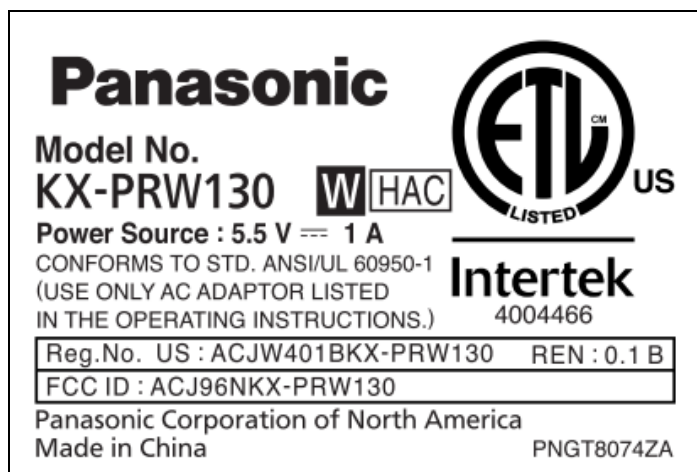 Panasonic
Model No.
KX-PRW130 W HAC
Power Source : 5.5 V ⎓ 1 A
CONFORMS TO STD. ANSI/UL 60950-1
(USE ONLY AC ADAPTOR LISTED
IN THE OPERATING INSTRUCTIONS.)
ETL CM
LISTED
US
Intertek
4004466
Reg.No. US : ACJW401BKX-PRW130 REN : 0.1 B
FCC ID : ACJ96NKX-PRW130
Panasonic Corporation of North America
Made in China PNGT8074ZA